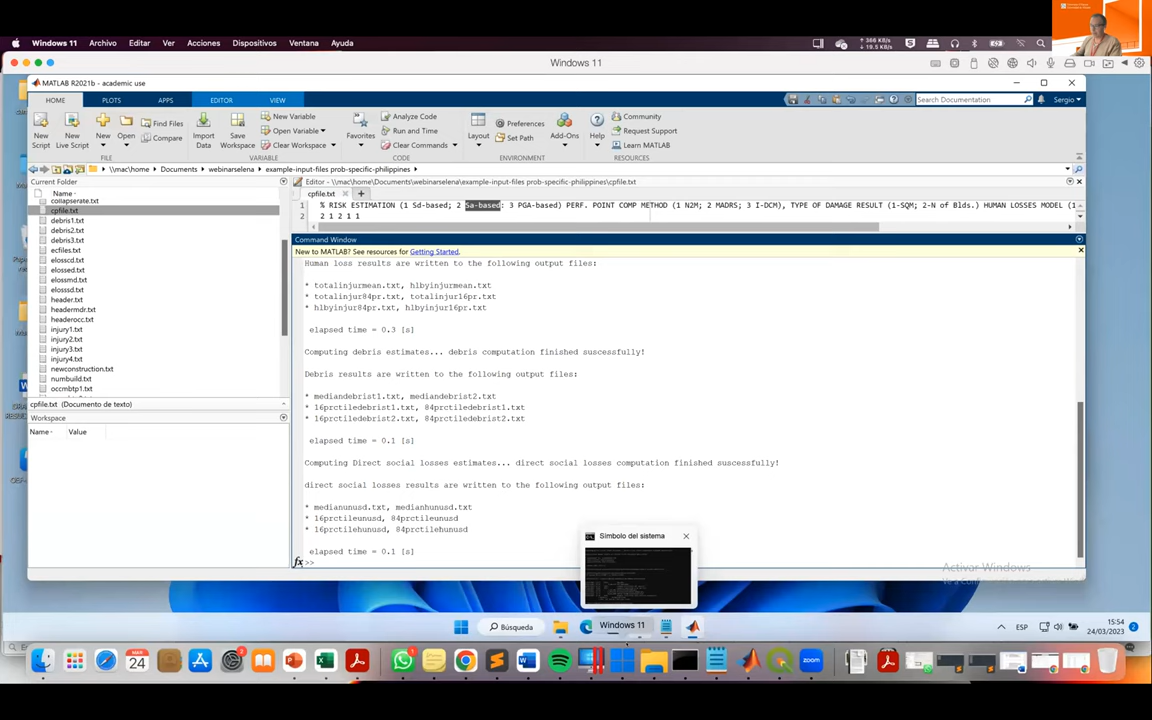 Windows 11 Archivo Editar Ver Acciones Dispositivos Ventana Ayuda
366 KB/s
19.5 KB/s
Windows 11
MATLAB R2021b - academic use
HOME PLOTS APPS EDITOR VIEW
Search Documentation
Sergio
New Script
New Live Script
New
Open
Find Files
Compare
FILE
Import Data
Save Workspace
New Variable
Open Variable
Clear Workspace
VARIABLE
Favorites
Analyze Code
Run and Time
Clear Commands
CODE
Layout
Preferences
Set Path
ENVIRONMENT
Add-Ons
Help
Community
Request Support
Learn MATLAB
RESOURCES
\\mac\home\ Documents webinarselena example-input-files prob-specific-philippines
Current Folder
Name
collapserate.txt
cpfile.txt
debris1.txt
debris2.txt
debris3.txt
ecfiles.txt
elosscd.txt
elossed.txt
elossmd.txt
elosssd.txt
header.txt
headermdr.txt
headerocc.txt
injury1.txt
injury2.txt
injury3.txt
injury4.txt
newconstruction.txt
numbuild.txt
occmbtp1.txt
cpfile.txt (Documento de texto)
Workspace
Name Value
Editor - \\mac\home\Documents\webinarselena\example-input-files prob-specific-philippines\cpfile.txt
cpfile.txt
1 % RISK ESTIMATION (1 Sd-based; 2 Sa-based; 3 PGA-based) PERF. POINT COMP METHOD (1 N2M; 2 MADRS; 3 I-DCM), TYPE OF DAMAGE RESULT (1-SQM; 2-N of Blds.) HUMAN LOSSES MODEL (1
2 2 1 2 1 1
Command Window
New to MATLAB? See resources for Getting Started.
Human loss results are written to the following output files:
* totalinjurmean.txt, hlbyinjurmean.txt
* totalinjur84pr.txt, totalinjur16pr.txt
* hlbyinjur84pr.txt, hlbyinjur16pr.txt
elapsed time = 0.3 [s]
Computing debris estimates... debris computation finished suscessfully!
Debris results are written to the following output files:
* mediandebrist1.txt, mediandebrist2.txt
* 16prctiledebrist1.txt, 84prctiledebrist1.txt
* 16prctiledebrist2.txt, 84prctiledebrist2.txt
elapsed time = 0.1 [s]
Computing Direct social losses estimates... direct social losses computation finished suscessfully!
direct social losses results are written to the following output files:
* medianunusd.txt, medianhunusd.txt
* 16prctileunusd, 84prctileunusd
* 16prctilehunusd, 84prctilehunusd
elapsed time = 0.1 [s]
fx >>
Símbolo del sistema
Activar Windows
Búsqueda
Windows 11
ESP
15:54
24/03/2023
MAR
24
zoom